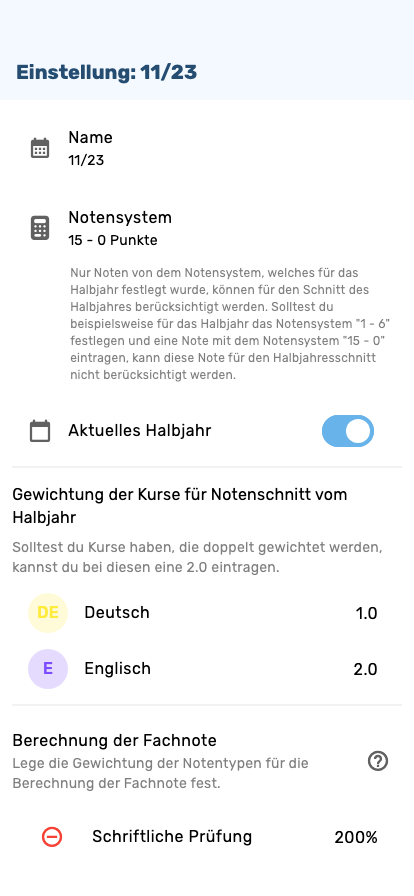 Einstellung: 11/23
Name
11/23
Notensystem
15 - 0 Punkte
Nur Noten von dem Notensystem, welches für das
Halbjahr festlegt wurde, können für den Schnitt des
Halbjahres berücksichtigt werden. Solltest du
beispielsweise für das Halbjahr das Notensystem "1 - 6"
festlegen und eine Note mit dem Notensystem "15 - 0"
eintragen, kann diese Note für den Halbjahresschnitt
nicht berücksichtigt werden.
Aktuelles Halbjahr
Gewichtung der Kurse für Notenschnitt vom
Halbjahr
Solltest du Kurse haben, die doppelt gewichtet werden,
kannst du bei diesen eine 2.0 eintragen.
DE Deutsch 1.0
E Englisch 2.0
Berechnung der Fachnote
Lege die Gewichtung der Notentypen für die
Berechnung der Fachnote fest.
Schriftliche Prüfung 200%